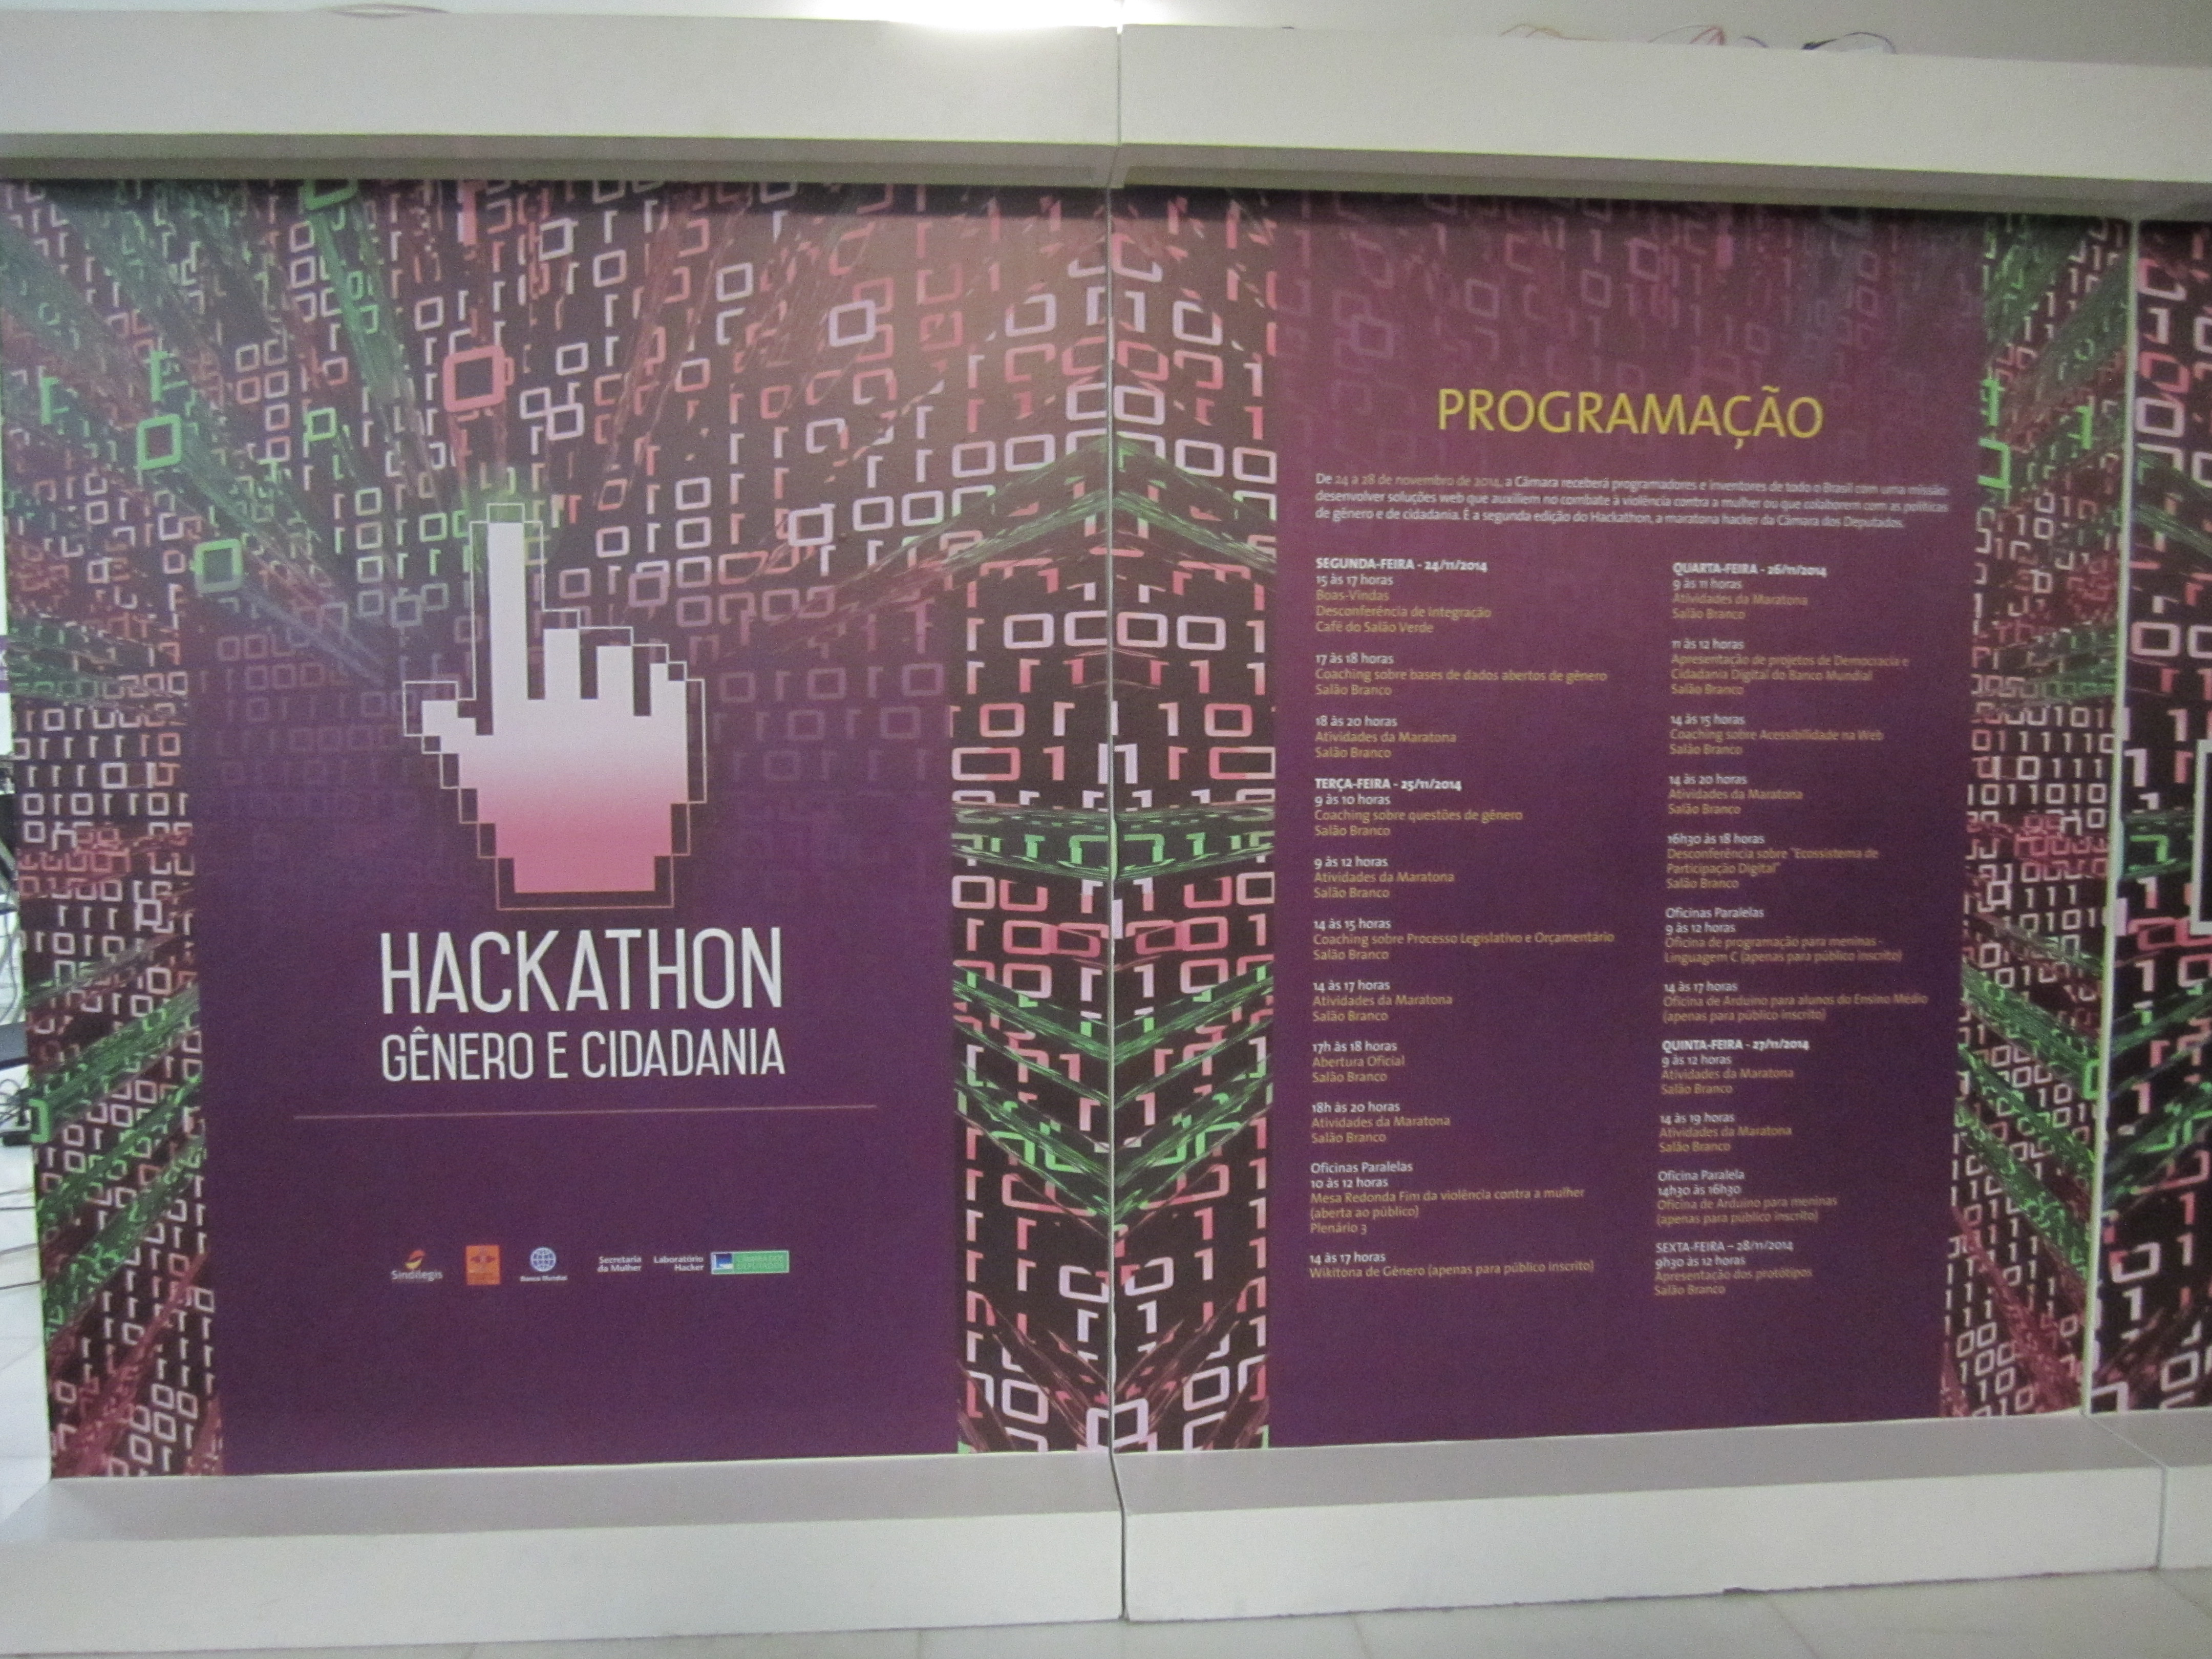 HACKATHON
GÊNERO E CIDADANIA
Sindilegis
Banco Mundial
Secretaria
da Mulher
Laboratório
Hacker
CÂMARA DOS
DEPUTADOS
PROGRAMAÇÃO
De 24 a 28 de novembro de 2014, a Câmara receberá programadores e inventores de todo o Brasil com uma missão:
desenvolver soluções web que auxiliem no combate à violência contra a mulher ou que colaborem com as políticas
de gênero e de cidadania. É a segunda edição do Hackathon, a maratona hacker da Câmara dos Deputados.
SEGUNDA-FEIRA - 24/11/2014
15 às 17 horas
Boas-Vindas
Desconferência de Integração
Café do Salão Verde
17 às 18 horas
Coaching sobre bases de dados abertos de gênero
Salão Branco
18 às 20 horas
Atividades da Maratona
Salão Branco
TERÇA-FEIRA - 25/11/2014
9 às 10 horas
Coaching sobre questões de gênero
Salão Branco
9 às 12 horas
Atividades da Maratona
Salão Branco
14 às 15 horas
Coaching sobre Processo Legislativo e Orçamentário
Salão Branco
14 às 17 horas
Atividades da Maratona
Salão Branco
17h às 18 horas
Abertura Oficial
Salão Branco
18h às 20 horas
Atividades da Maratona
Salão Branco
Oficinas Paralelas
10 às 12 horas
Mesa Redonda Fim da violência contra a mulher
(aberta ao público)
Plenário 3
14 às 17 horas
Wikitona de Gênero (apenas para público inscrito)
QUARTA-FEIRA - 26/11/2014
9 às 11 horas
Atividades da Maratona
Salão Branco
11 às 12 horas
Apresentação de projetos de Democracia e
Cidadania Digital do Banco Mundial
Salão Branco
14 às 15 horas
Coaching sobre Acessibilidade na Web
Salão Branco
14 às 20 horas
Atividades da Maratona
Salão Branco
16h30 às 18 horas
Desconferência sobre "Ecossistema de
Participação Digital"
Salão Branco
Oficinas Paralelas
9 às 12 horas
Oficina de programação para meninas -
Linguagem C (apenas para público inscrito)
14 às 17 horas
Oficina de Arduino para alunos do Ensino Médio
(apenas para público inscrito)
QUINTA-FEIRA - 27/11/2014
9 às 12 horas
Atividades da Maratona
Salão Branco
14 às 19 horas
Atividades da Maratona
Salão Branco
Oficina Paralela
14h30 às 16h30
Oficina de Arduino para meninas
(apenas para público inscrito)
SEXTA-FEIRA – 28/11/2014
9h30 às 12 horas
Apresentação dos protótipos
Salão Branco